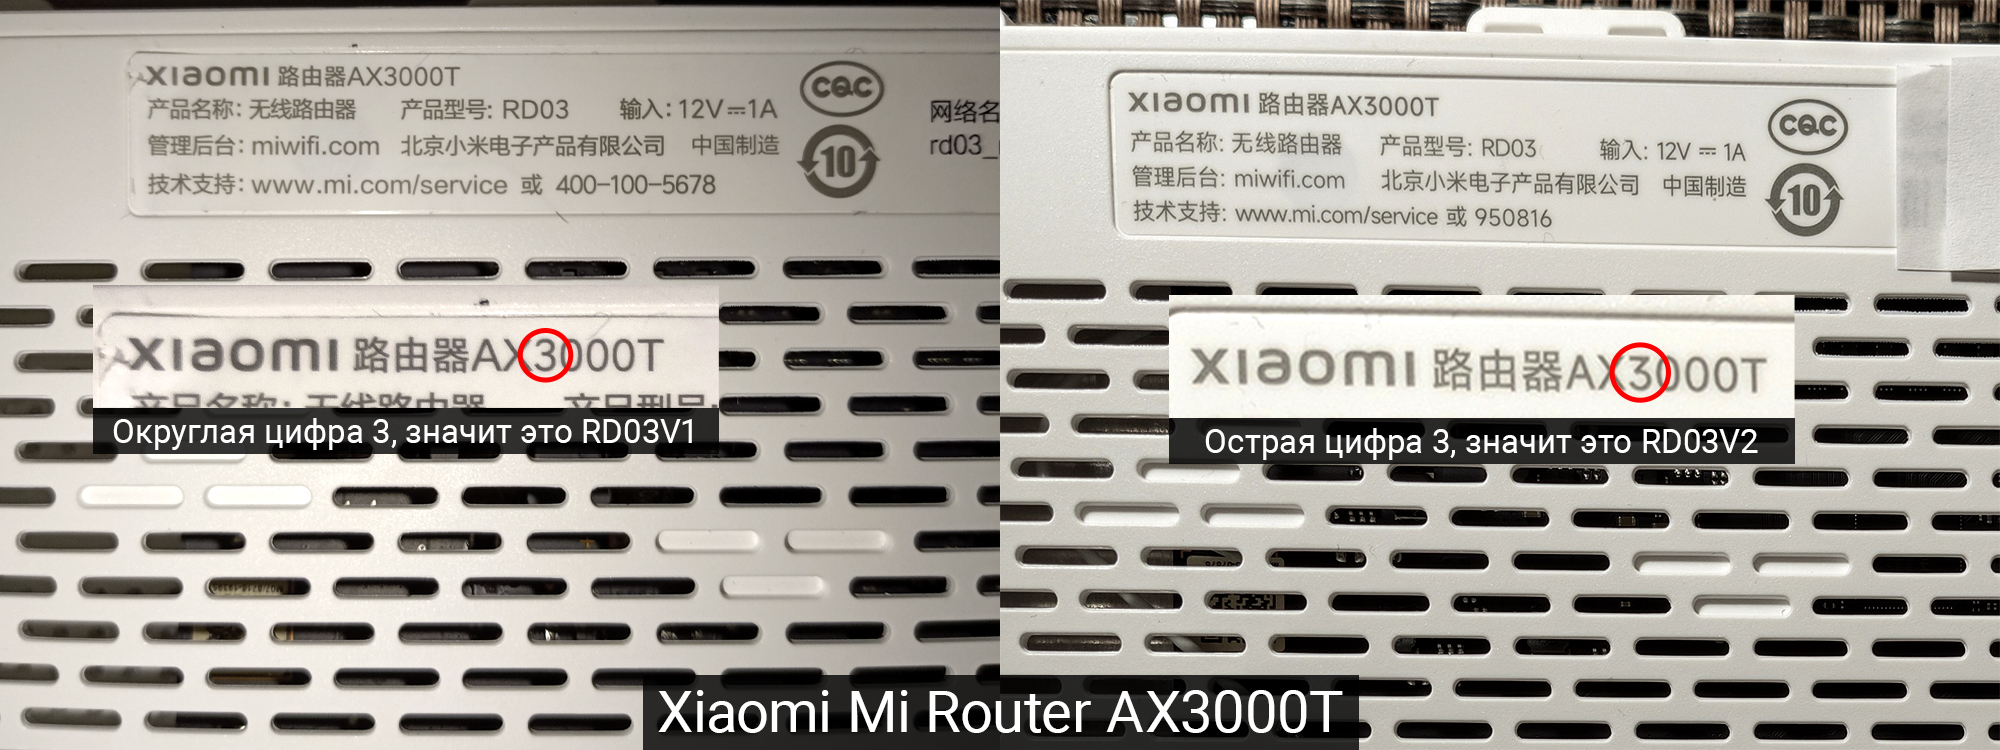 xiaomi 路由器AX3000T
产品名称: 无线路由器 产品型号: RD03 输入: 12V⎓1A
管理后台: miwifi.com 北京小米电子产品有限公司 中国制造
技术支持: www.mi.com/service 或 400-100-5678
CQC
10
网络名
rd03_
xiaomi 路由器AX3000T
产品名称: 无线路由器 产品型号:
Округлая цифра 3, значит это RD03V1
xiaomi 路由器AX3000T
产品名称: 无线路由器 产品型号: RD03 输入: 12V ⎓ 1A
管理后台: miwifi.com 北京小米电子产品有限公司 中国制造
技术支持: www.mi.com/service 或 950816
CQC
10
xiaomi 路由器AX3000T
Острая цифра 3, значит это RD03V2
Xiaomi Mi Router AX3000T